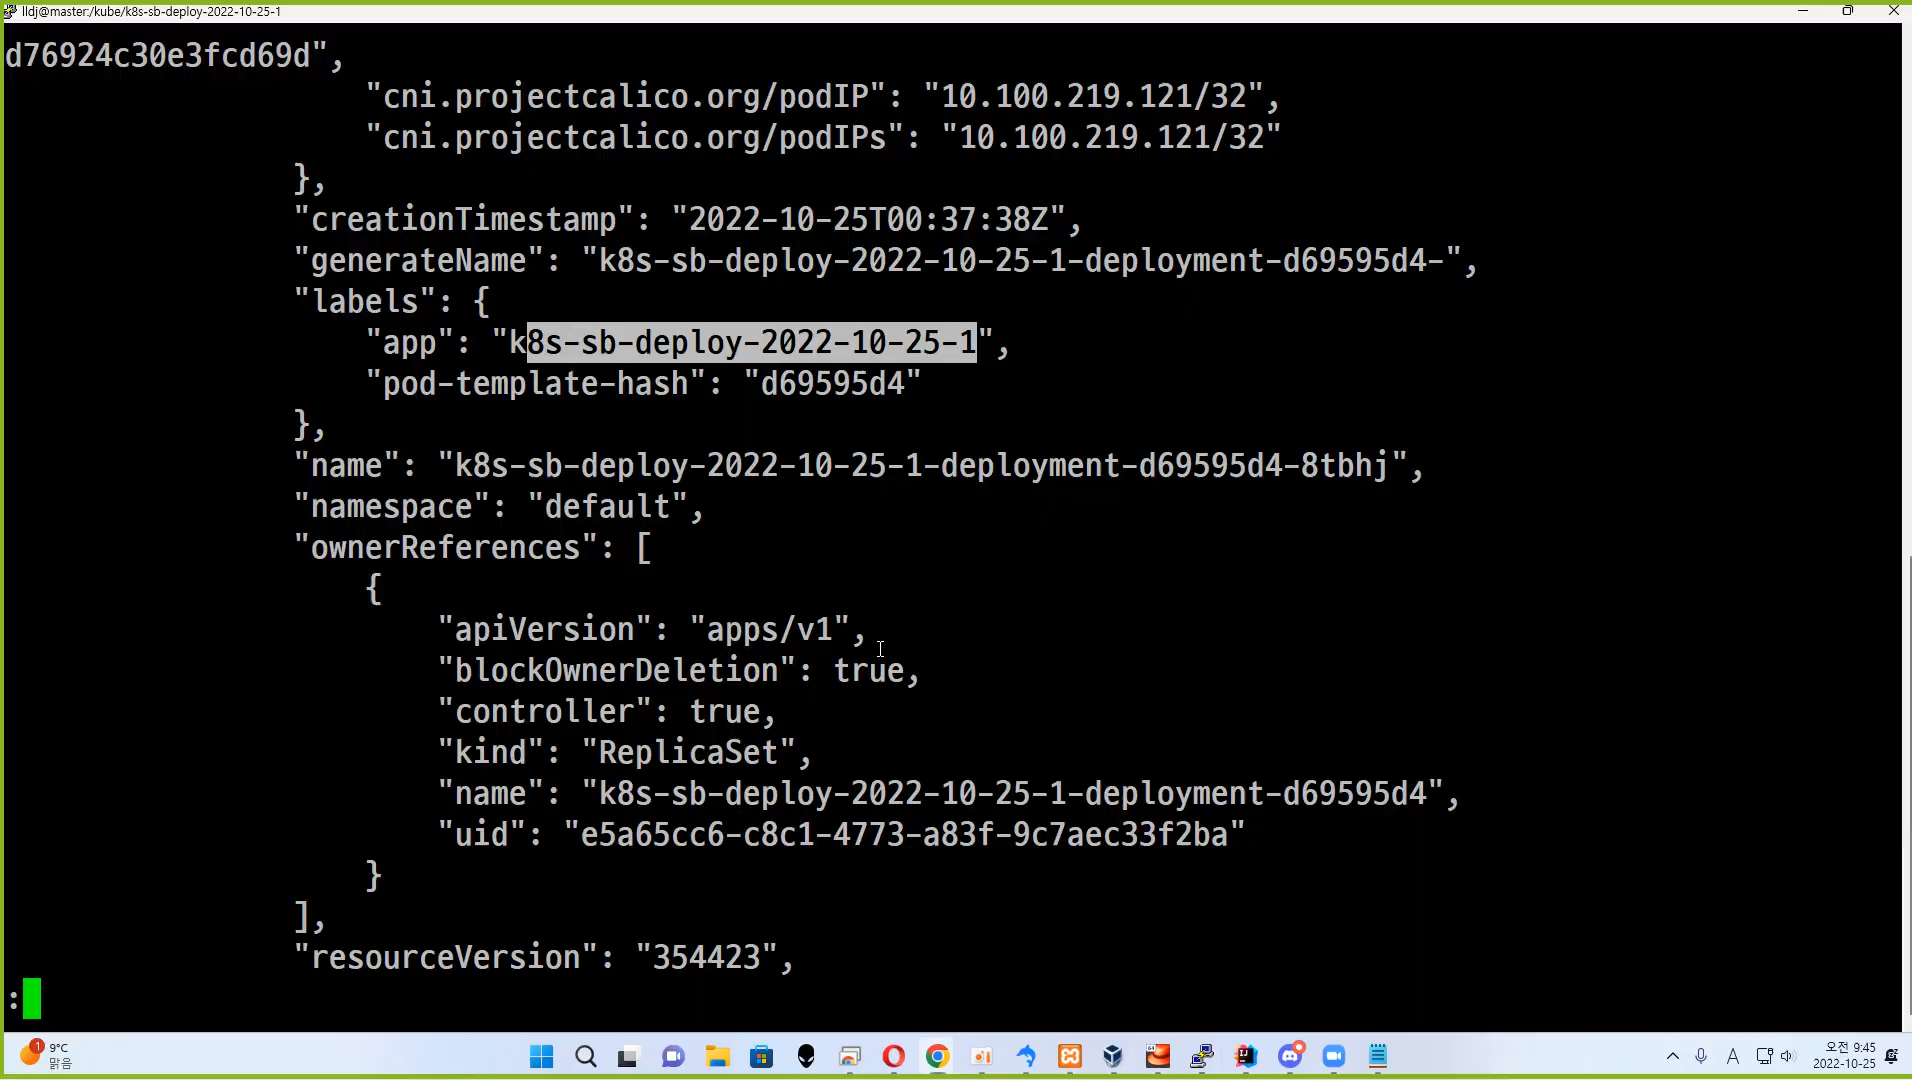 lldj@master:/kube/k8s-sb-deploy-2022-10-25-1
d76924c30e3fcd69d",
"cni.projectcalico.org/podIP": "10.100.219.121/32",
"cni.projectcalico.org/podIPs": "10.100.219.121/32"
},
"creationTimestamp": "2022-10-25T00:37:38Z",
"generateName": "k8s-sb-deploy-2022-10-25-1-deployment-d69595d4-",
"labels": {
"app": "k8s-sb-deploy-2022-10-25-1",
"pod-template-hash": "d69595d4"
},
"name": "k8s-sb-deploy-2022-10-25-1-deployment-d69595d4-8tbhj",
"namespace": "default",
"ownerReferences": [
{
"apiVersion": "apps/v1",
"blockOwnerDeletion": true,
"controller": true,
"kind": "ReplicaSet",
"name": "k8s-sb-deploy-2022-10-25-1-deployment-d69595d4",
"uid": "e5a65cc6-c8c1-4773-a83f-9c7aec33f2ba"
}
],
"resourceVersion": "354423",
:
1
9°C
맑음
A
오전 9:45
2022-10-25